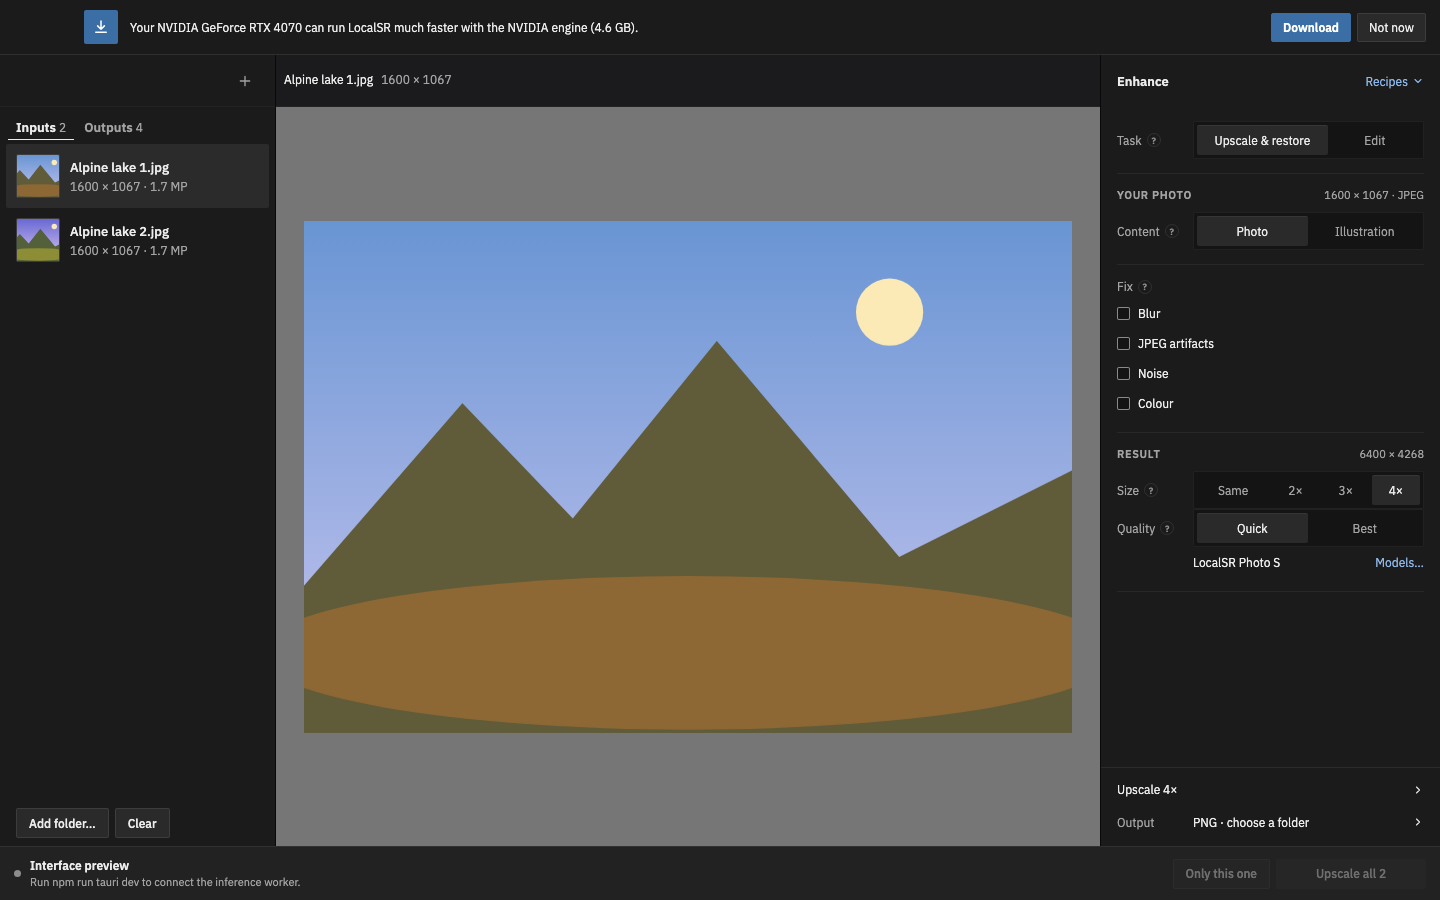 Your NVIDIA GeForce RTX 4070 can run LocalSR much faster with the NVIDIA engine (4.6 GB).
Download
Not now
Alpine lake 1.jpg 1600 × 1067
Enhance
Recipes
Inputs 2
Outputs 4
Alpine lake 1.jpg
1600 × 1067 · 1.7 MP
Alpine lake 2.jpg
1600 × 1067 · 1.7 MP
Task ?
Upscale & restore
Edit
YOUR PHOTO
1600 × 1067 · JPEG
Content ?
Photo
Illustration
Fix ?
Blur
JPEG artifacts
Noise
Colour
RESULT
6400 × 4268
Size ?
Same
2×
3×
4×
Quality ?
Quick
Best
LocalSR Photo S
Models...
Upscale 4×
Output
PNG · choose a folder
Add folder...
Clear
Interface preview
Run npm run tauri dev to connect the inference worker.
Only this one
Upscale all 2